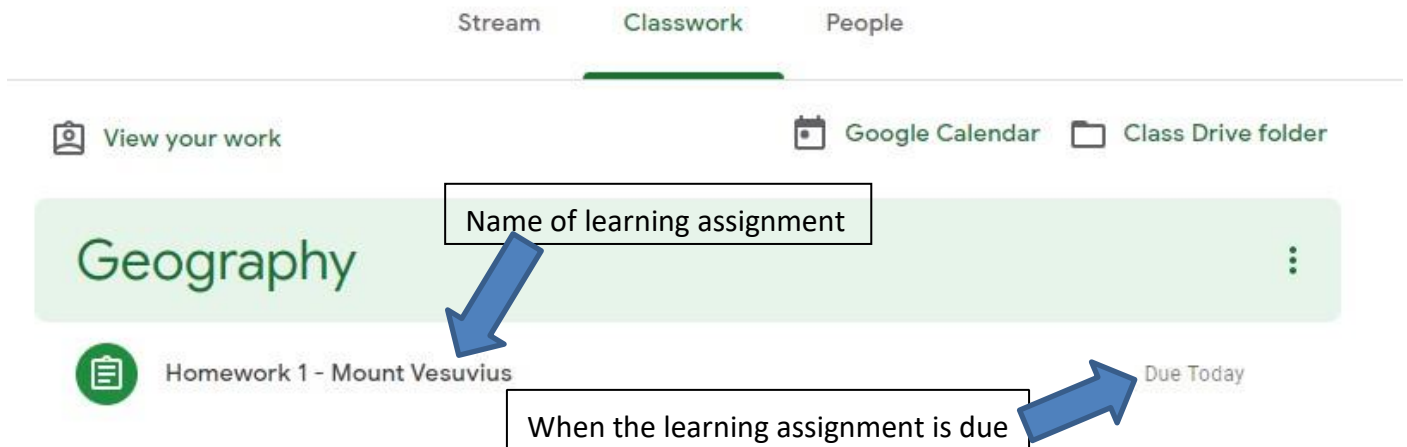 Stream Classwork People
View your work Google Calendar Class Drive folder
Name of learning assignment
Geography
Homework 1 - Mount Vesuvius Due Today
When the learning assignment is due